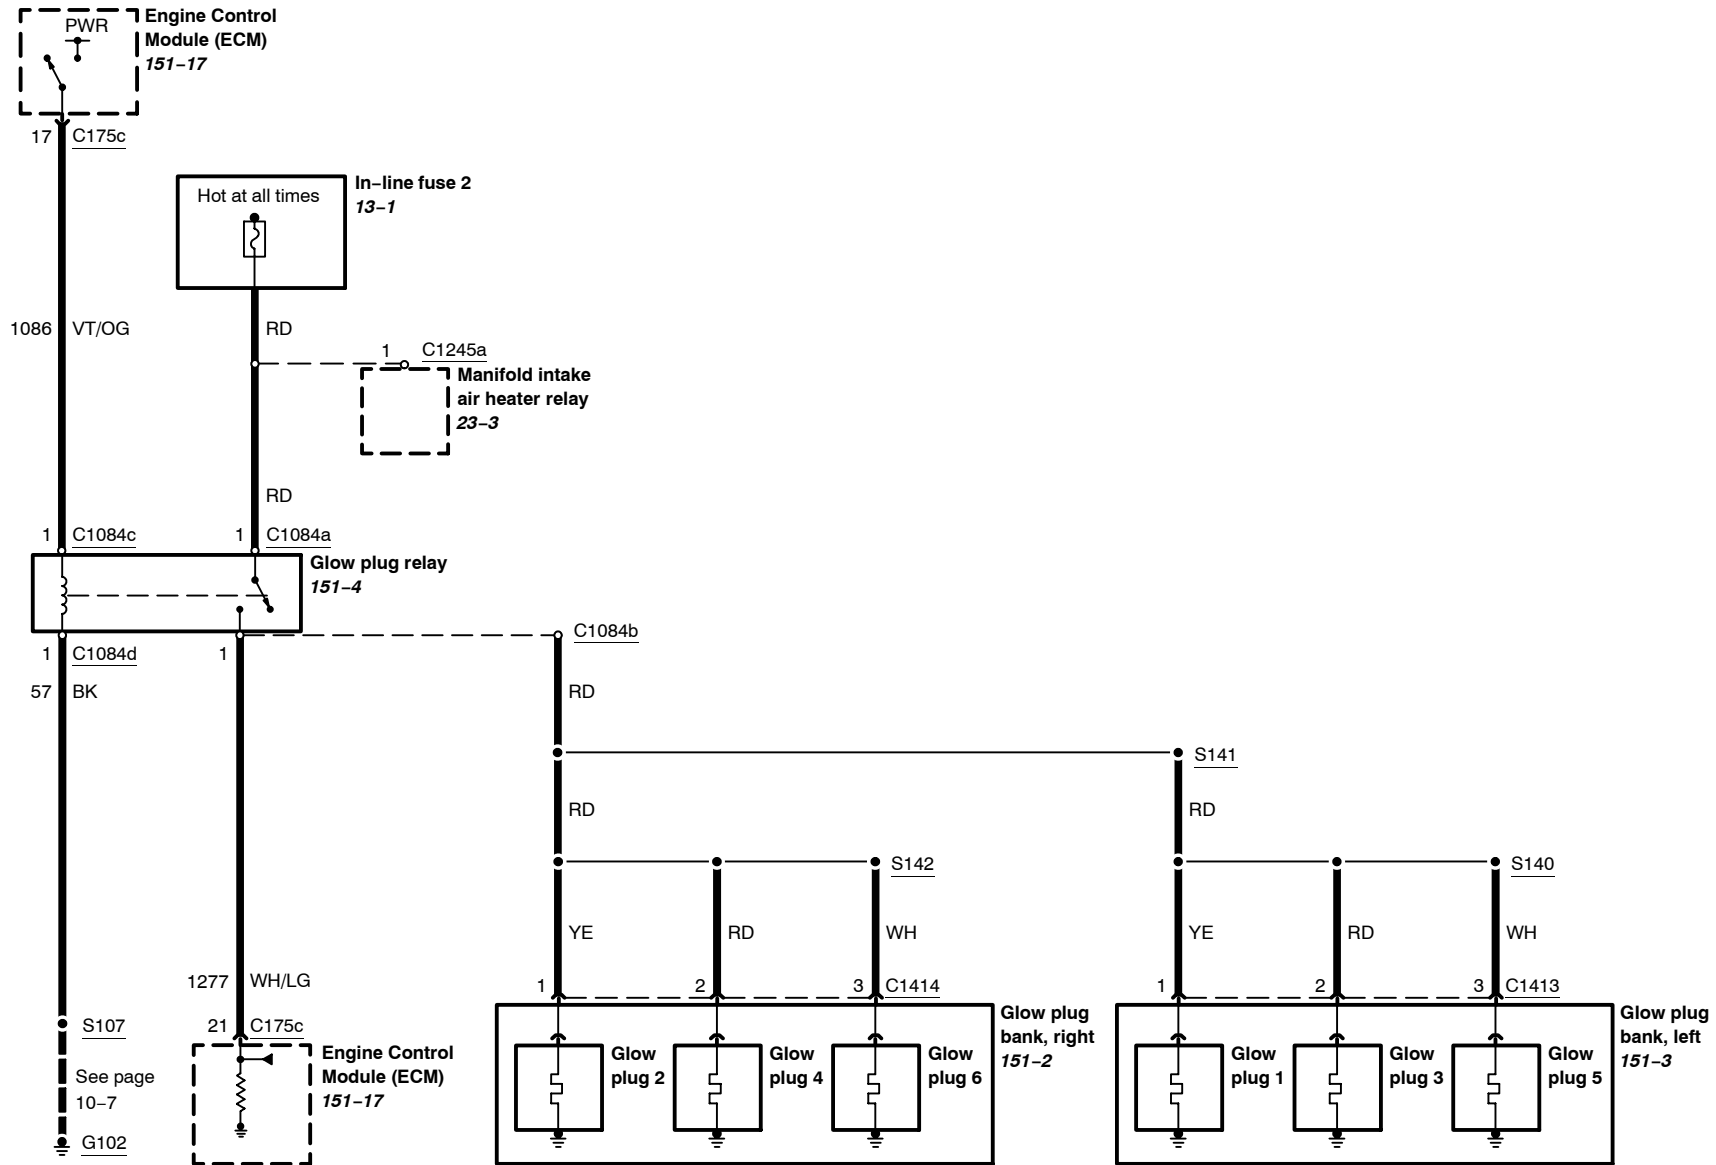 PWR
Engine Control
Module (ECM)
151–17
17 C175c
Hot at all times
In–line fuse 2
13–1
1086 VT/OG
RD
1 C1245a
Manifold intake
air heater relay
23–3
RD
1 C1084c
1 C1084a
Glow plug relay
151–4
C1084b
1 C1084d
1
57 BK
RD
S141
RD
RD
S142
S140
YE
RD
WH
YE
RD
WH
1277 WH/LG
1
2
3 C1414
1
2
3 C1413
Glow plug
bank, right
151–2
Glow plug
bank, left
151–3
S107
21 C175c
Engine Control
Module (ECM)
151–17
Glow
plug 2
Glow
plug 4
Glow
plug 6
Glow
plug 1
Glow
plug 3
Glow
plug 5
See page
10–7
G102